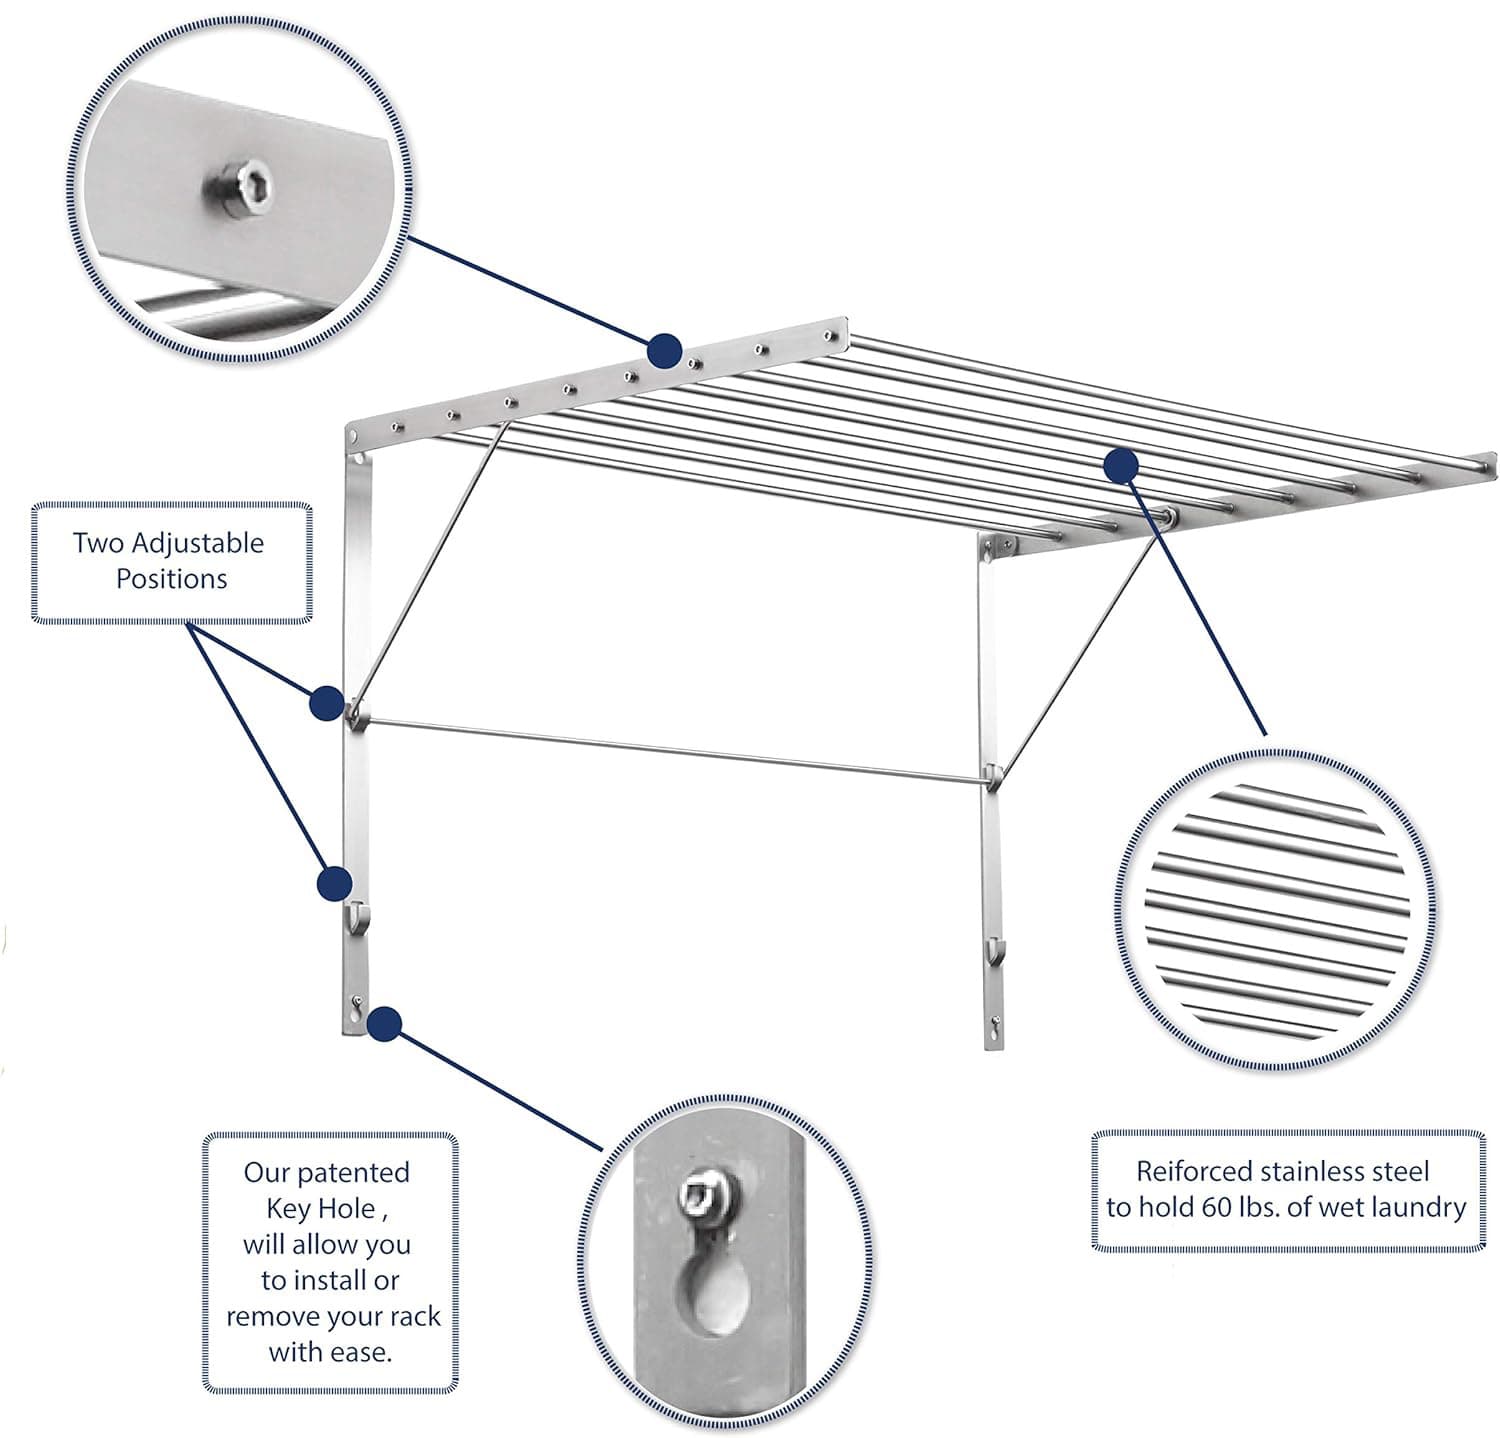 Two Adjustable
Positions
Our patented
Key Hole ,
will allow you
to install or
remove your rack
with ease.
Reiforced stainless steel
to hold 60 lbs. of wet laundry